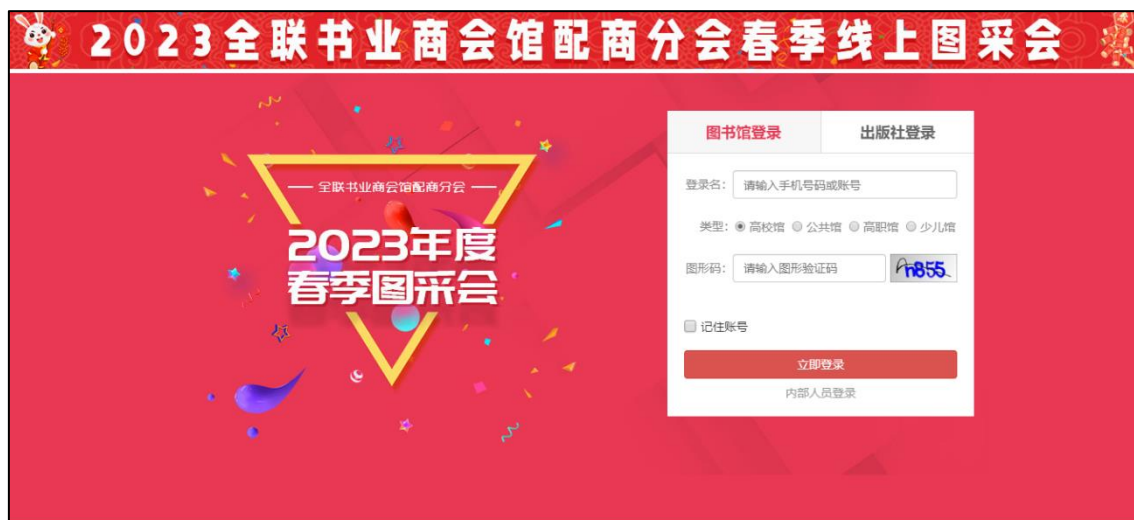 2023全联书业商会馆配商分会春季线上图采会
全联书业商会馆配商分会
2023年度
春季图采会
图书馆登录 出版社登录
登录名： 请输入手机号码或账号
类型： 高校馆 公共馆 高职馆 少儿馆
图形码： 请输入图形验证码 n855
记住账号
立即登录
内部人员登录